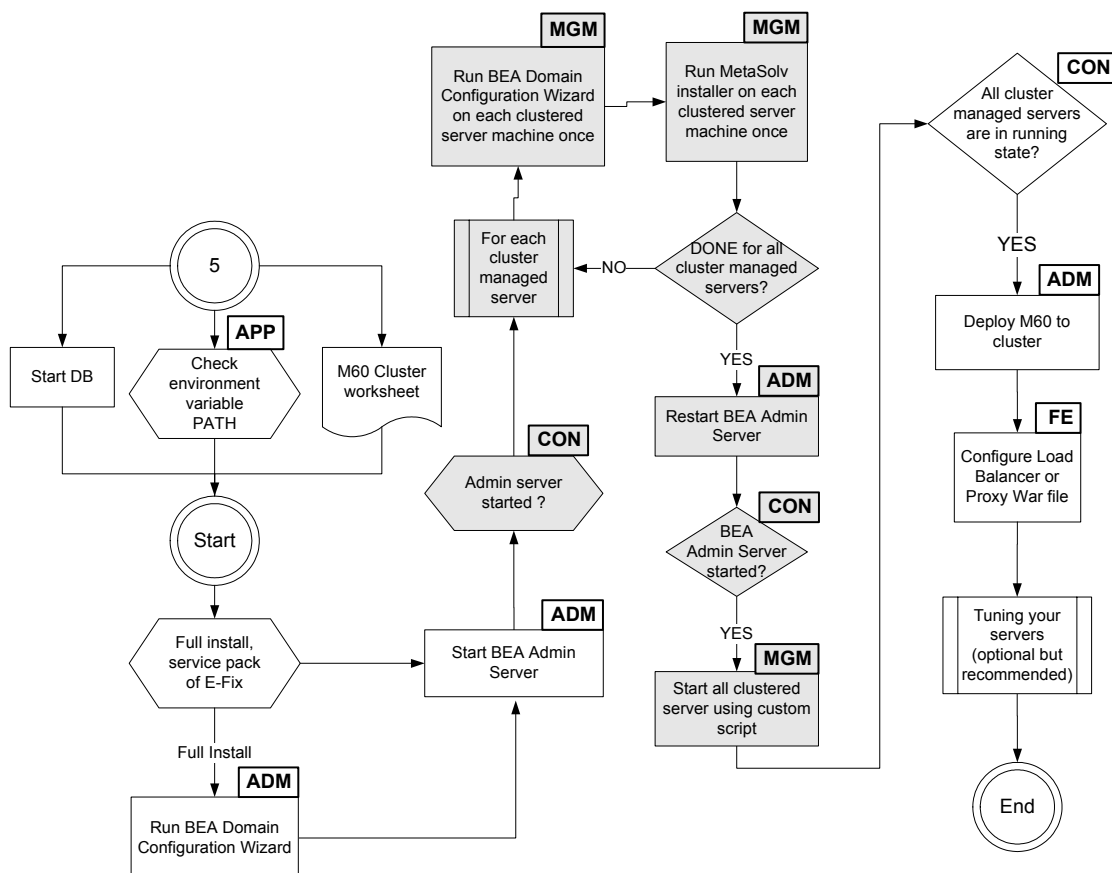 5
Start DB
APP
Check
environment
variable
PATH
M60 Cluster
worksheet
Start
Full install,
service pack
of E-Fix
Full Install
ADM
Run BEA Domain
Configuration Wizard
ADM
Start BEA Admin
Server
CON
Admin server
started ?
For each
cluster
managed
server
MGM
Run BEA Domain
Configuration Wizard
on each clustered
server machine once
MGM
Run MetaSolv
installer on each
clustered server
machine once
DONE for all
cluster managed
servers?
NO
YES
ADM
Restart BEA Admin
Server
CON
BEA
Admin Server
started?
YES
MGM
Start all clustered
server using custom
script
CON
All cluster
managed servers
are in running
state?
YES
ADM
Deploy M60 to
cluster
FE
Configure Load
Balancer or
Proxy War file
Tuning your
servers
(optional but
recommended)
End